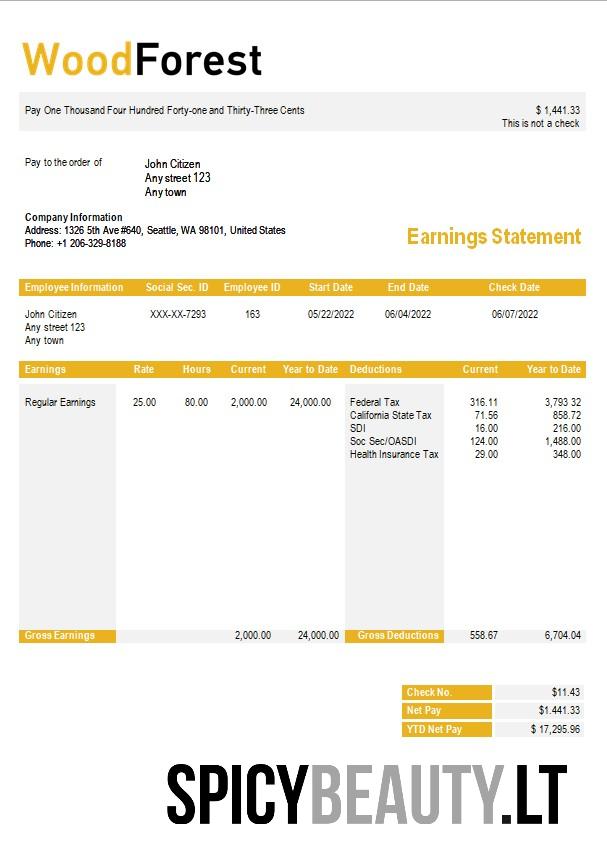 WoodForest
Pay One Thousand Four Hundred Forty-one and Thirty-Three Cents $ 1,441.33
This is not a check
Pay to the order of John Citizen
Any street 123
Any town
Company Information
Address: 1326 5th Ave #640, Seattle, WA 98101, United States
Phone: +1 206-329-8188
Earnings Statement
Employee Information Social Sec. ID Employee ID Start Date End Date Check Date
John Citizen XXX-XX-7293 163 05/22/2022 06/04/2022 06/07/2022
Any street 123
Any town
Earnings Rate Hours Current Year to Date Deductions Current Year to Date
Regular Earnings 25.00 80.00 2,000.00 24,000.00 Federal Tax 316.11 3,793 32
California State Tax 71.56 858.72
SDI 16.00 216.00
Soc Sec/OASDI 124.00 1,488.00
Health Insurance Tax 29.00 348.00
Gross Earnings 2,000.00 24,000.00 Gross Deductions 558.67 6,704.04
Check No. $11.43
Net Pay $1.441.33
YTD Net Pay $ 17,295.96
SPICYBEAUTY.LT